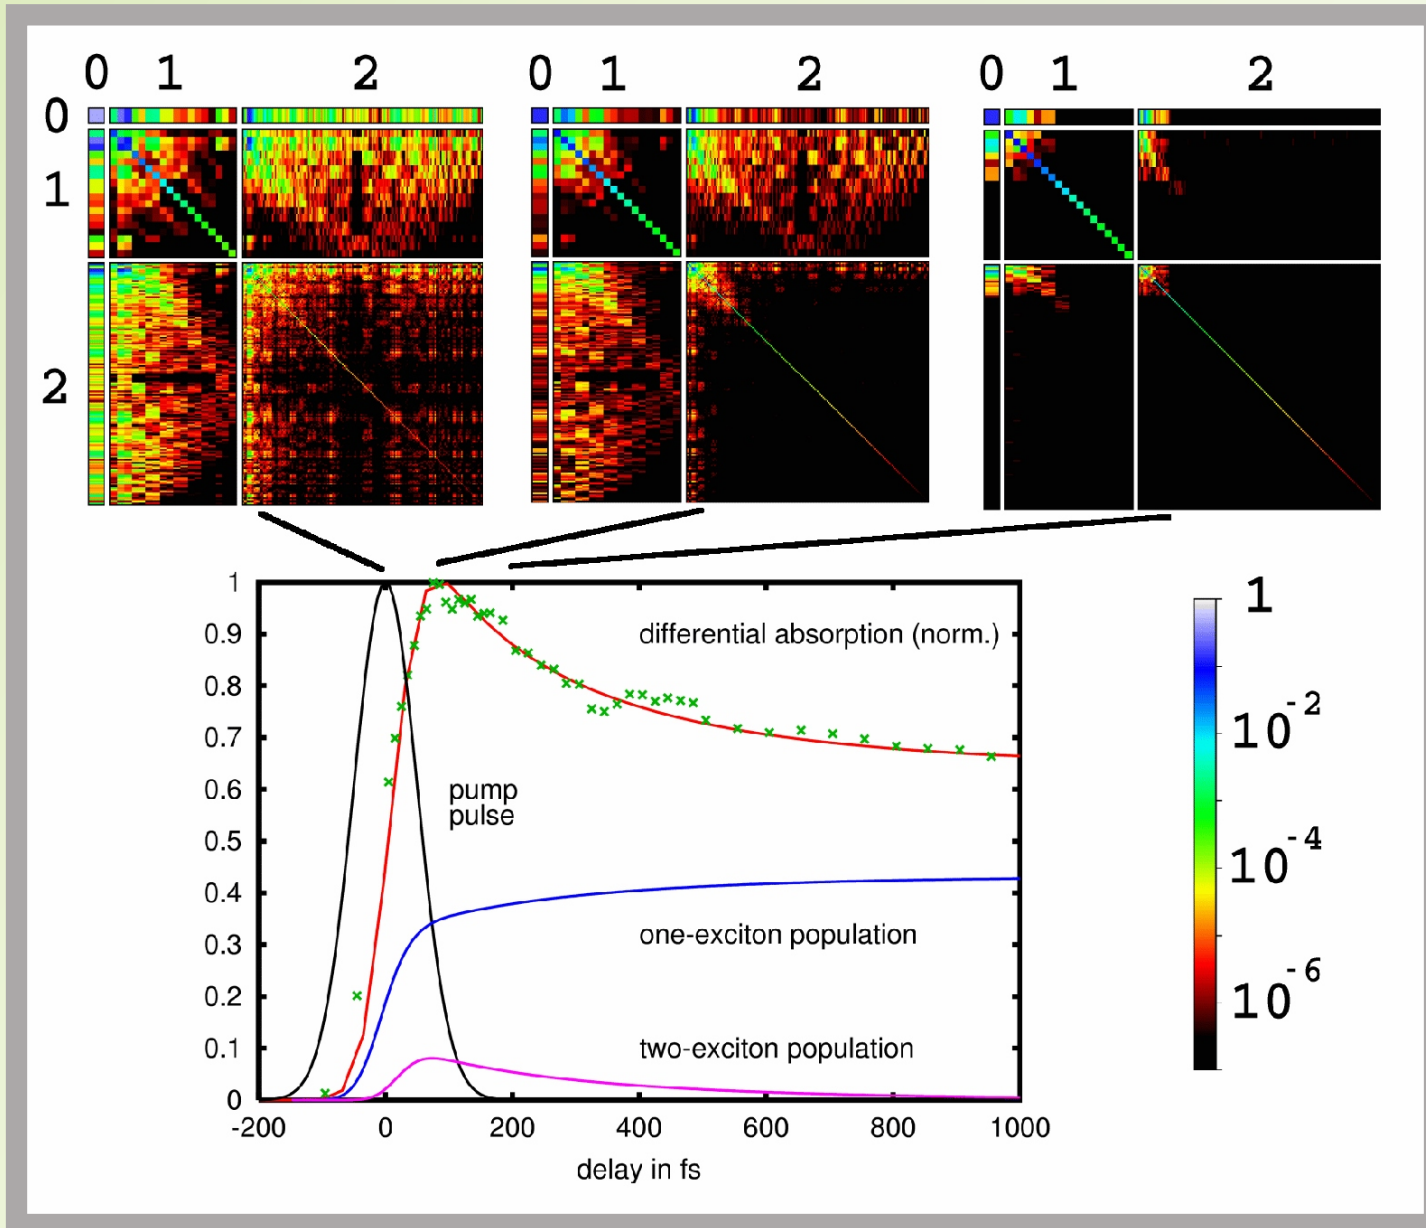 0 1 2 0 1 2 0 1 2
0
1
2
1
0.9
0.8
0.7
0.6
0.5
0.4
0.3
0.2
0.1
0
differential absorption (norm.)
pump
pulse
one-exciton population
two-exciton population
-200 0 200 400 600 800 1000
delay in fs
1
10-2
10-4
10-6